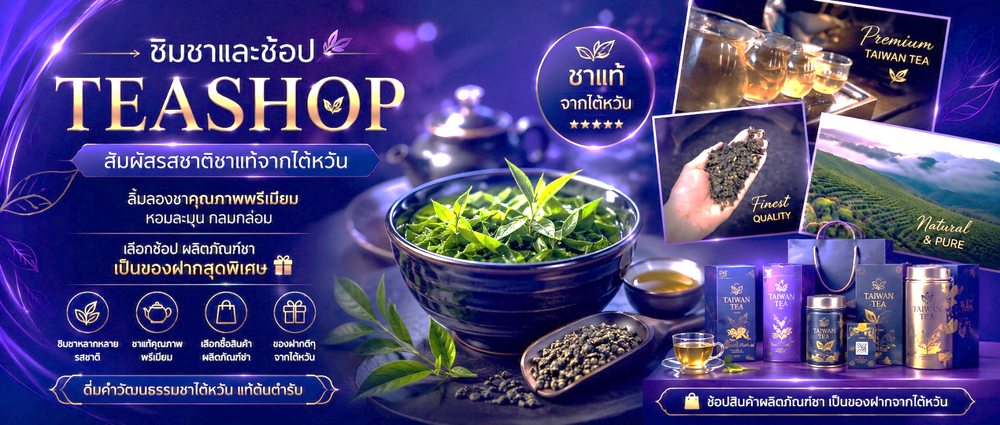 ชิมชาและช้อป
TEASHOP
สัมผัสรสชาติชาแท้จากไต้หวัน
ลิ้มลองชาคุณภาพพรีเมียม
หอมละมุน กลมกล่อม
เลือกช้อป ผลิตภัณฑ์ชา
เป็นของฝากสุดพิเศษ
ชิมชาหลากหลาย
รสชาติ
ชาแท้คุณภาพ
พรีเมี่ยม
เลือกซื้อสินค้า
ผลิตภัณฑ์ชำ
ของฝากดีๆ
จากไต้หวัน
ดื่มคำวัฒนธรรมชาไต้หวัน แท้ต้นตำรับ
ชาแท้
จากไต้หวัน
Premium
TAIWAN TEA
Finest
QUALITY
Natural
& PURE
TAIWAN
TEA
TAIWAN
TEA
TAIWAN
TEA
TAIWAN
TEA
TAIWAN
TEA
ช้อปสินค้าผลิตภัณฑ์ชา เป็นของฝากจากไต้หวัน